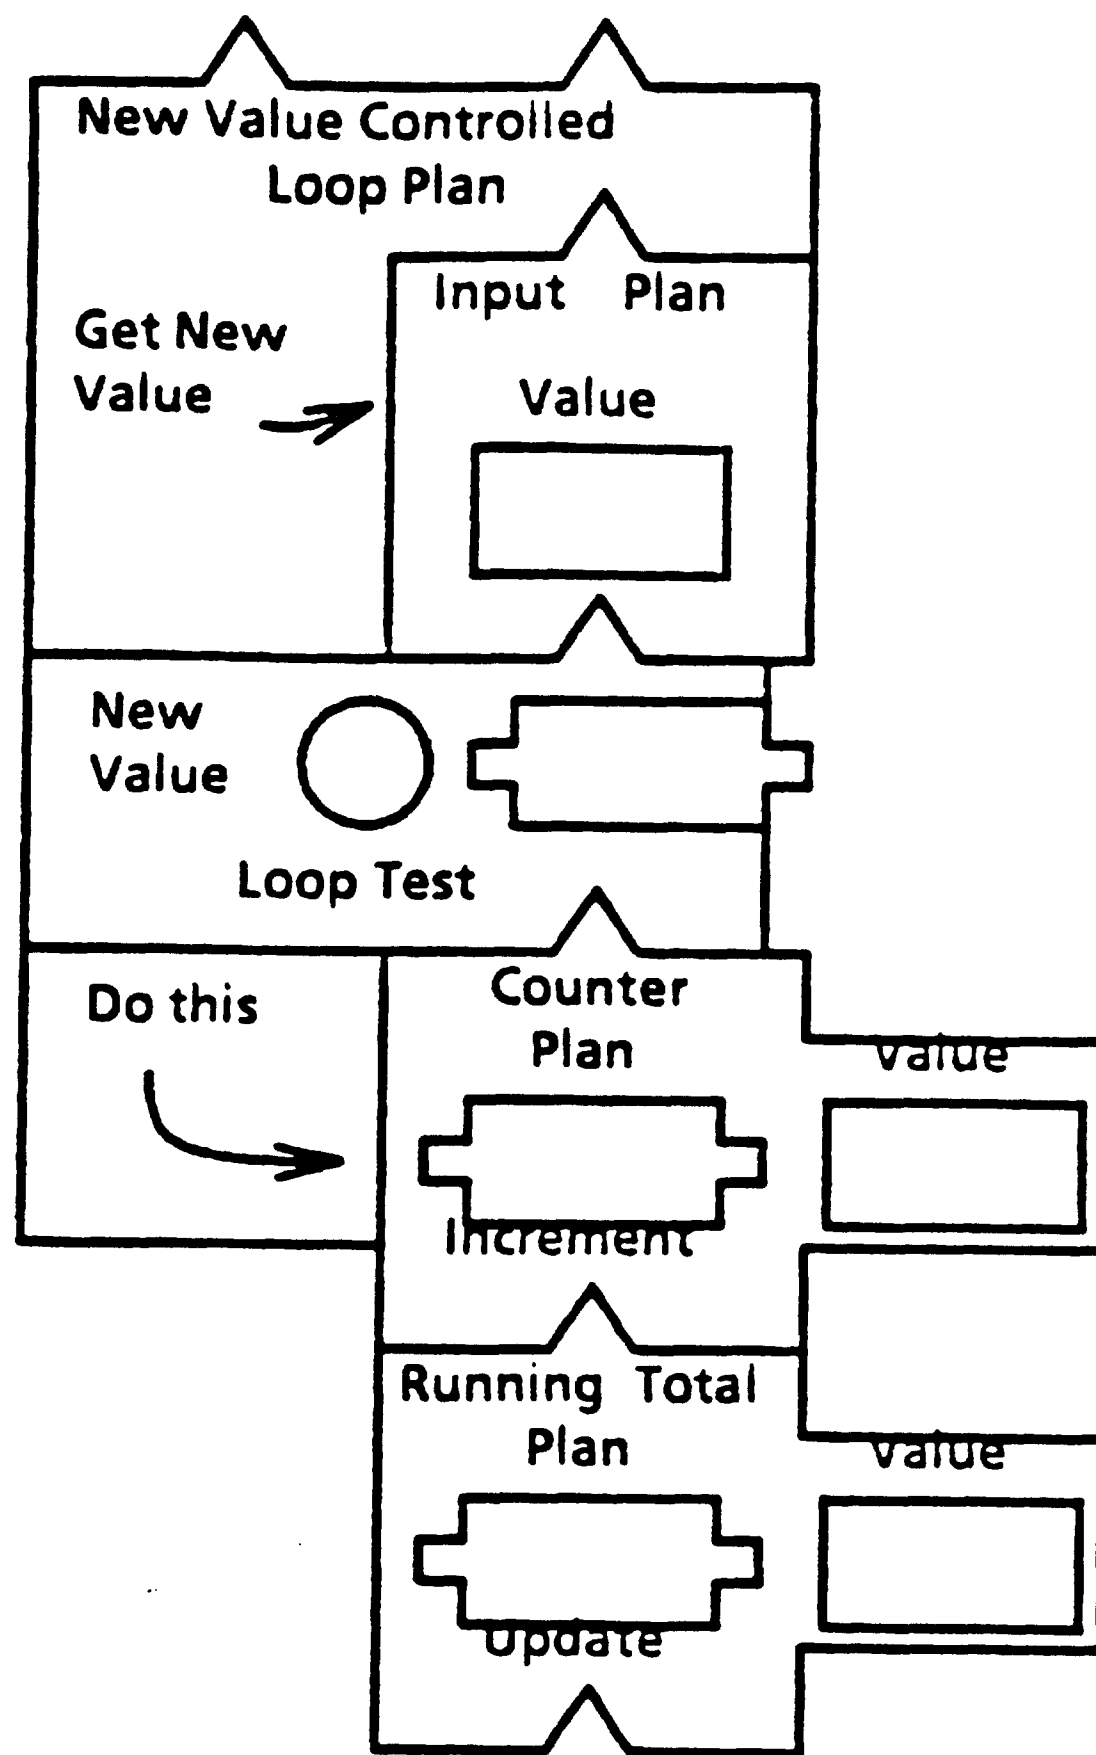 New Value Controlled
Loop Plan
Input Plan
Get New
Value
Value
New
Value
Loop Test
Do this
Counter
Plan
Value
Increment
Running Total
Plan
Value
Update